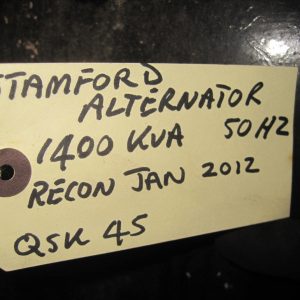 STAMFORD
ALTERNATOR
1400 KVA 50 HZ
RECON JAN 2012
QSK 45